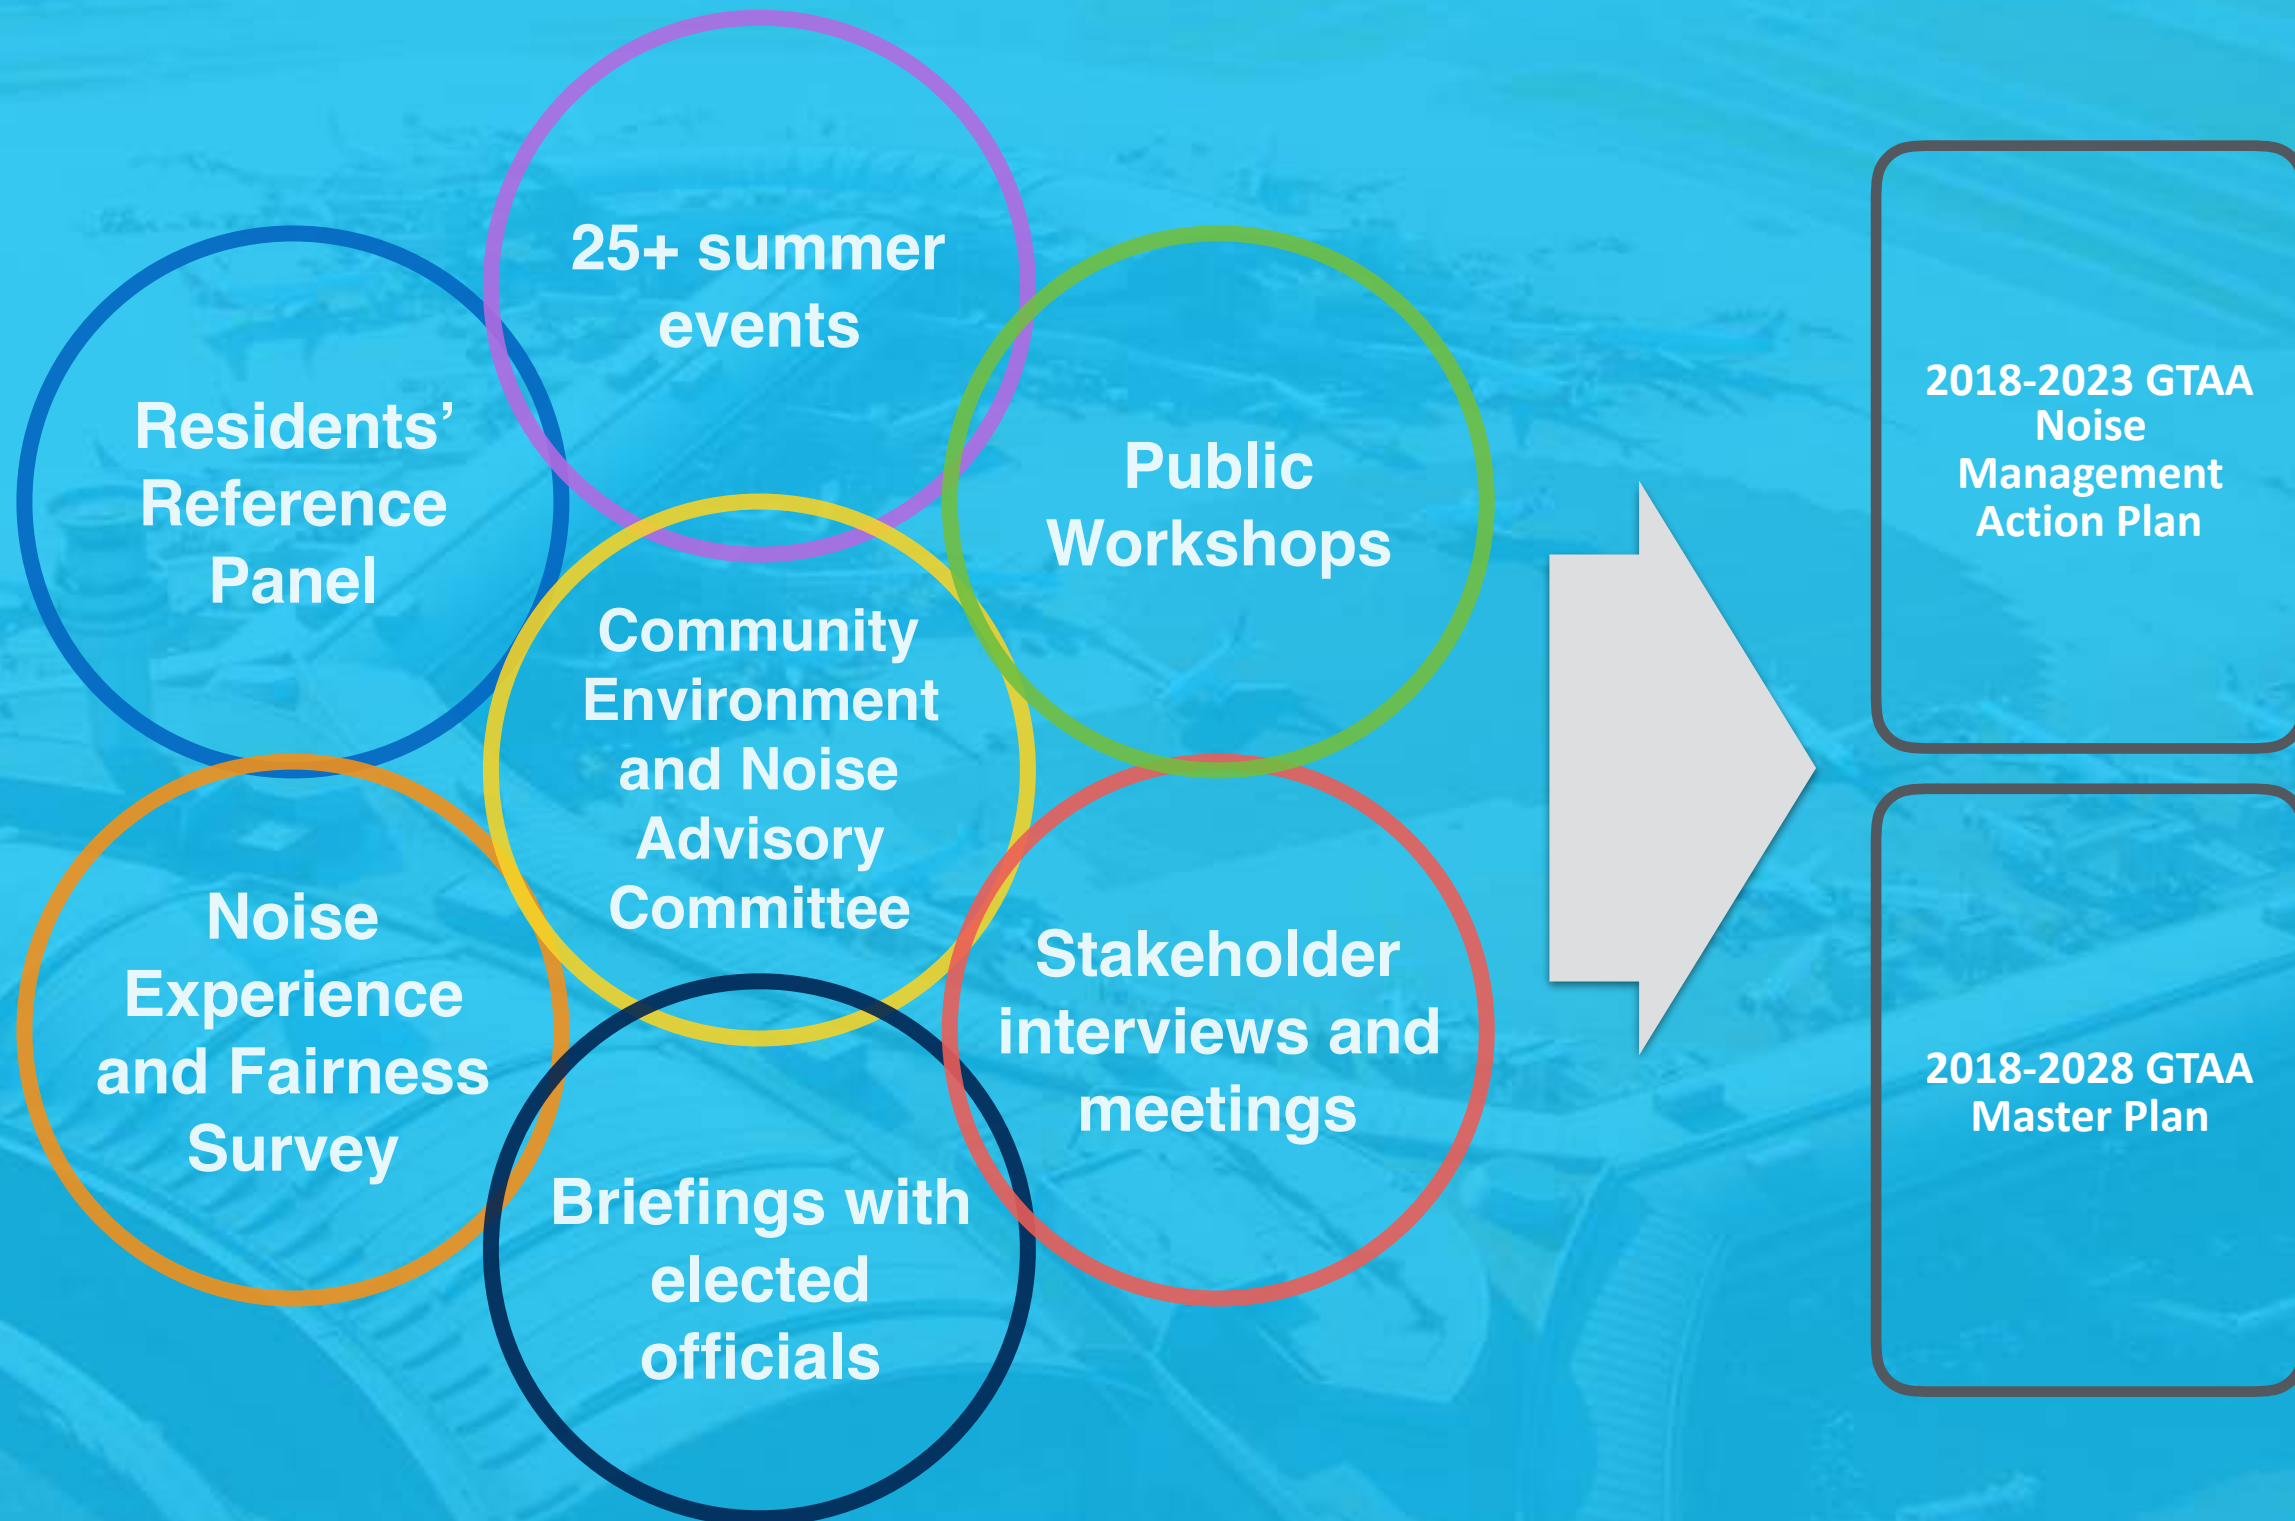 25+ summer
events
Residents’
Reference
Panel
Public
Workshops
Community
Environment
and Noise
Advisory
Committee
Noise
Experience
and Fairness
Survey
Stakeholder
interviews and
meetings
Briefings with
elected
officials
2018-2023 GTAA
Noise
Management
Action Plan
2018-2028 GTAA
Master Plan